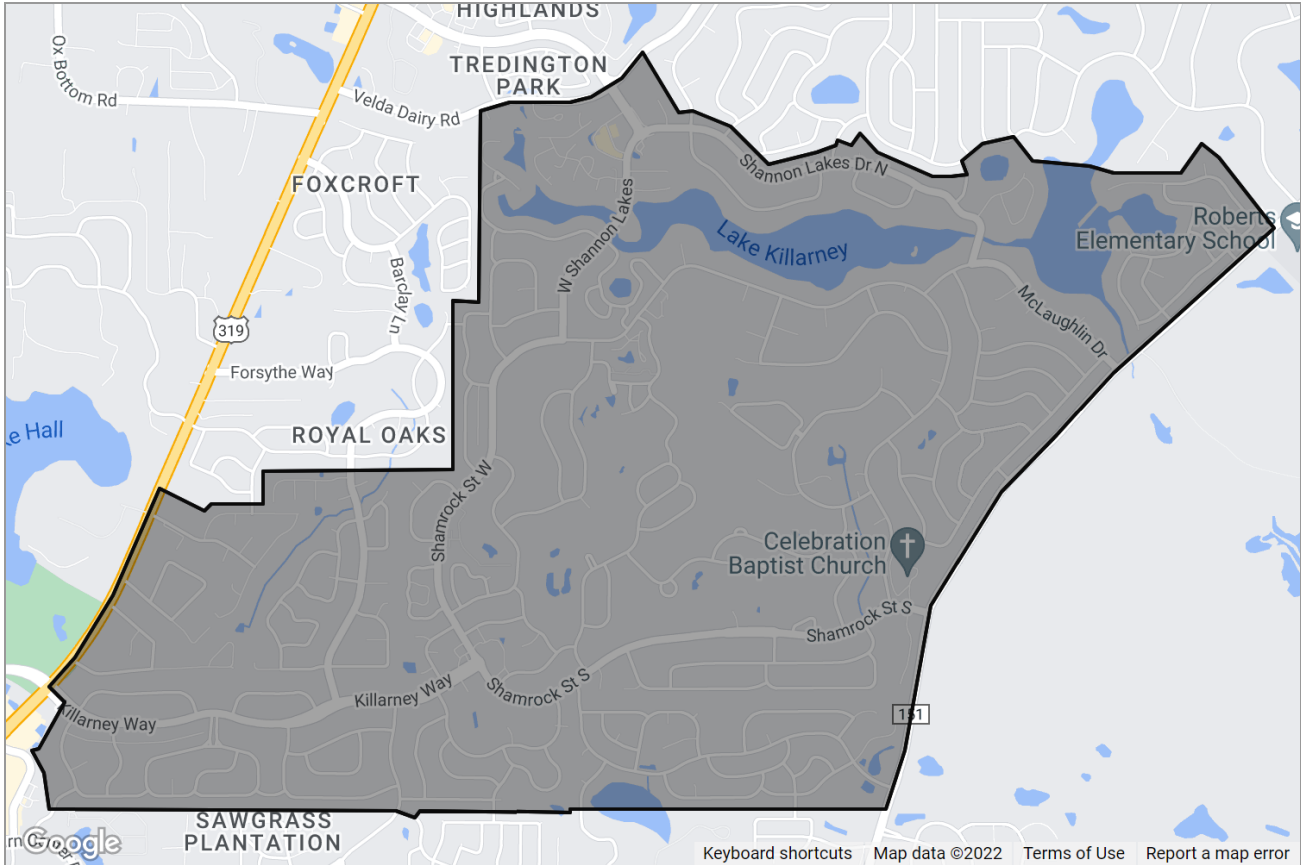 HIGHLANDS
TREDINGTON
PARK
Ox Bottom Rd
Velda Dairy Rd
FOXCROFT
Shannon Lakes Dr N
W Shannon Lakes
Lake Killarney
Roberts
Elementary School
Barclay Ln
McLaughlin Dr
319
Forsythe Way
ROYAL OAKS
Hall
Shamrock St W
Celebration
Baptist Church
Shamrock St S
Killarney Way
Shamrock St S
Killarney Way
151
SAWGRASS
PLANTATION
Google
Keyboard shortcuts Map data ©2022 Terms of Use Report a map error